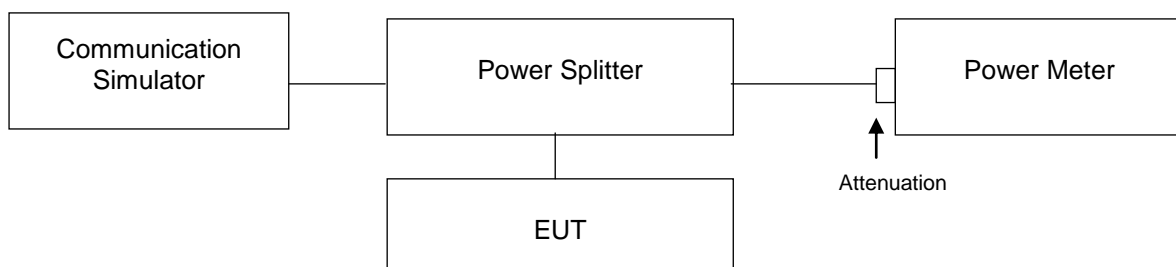 Communication
Simulator
Power Splitter
Power Meter
Attenuation
EUT